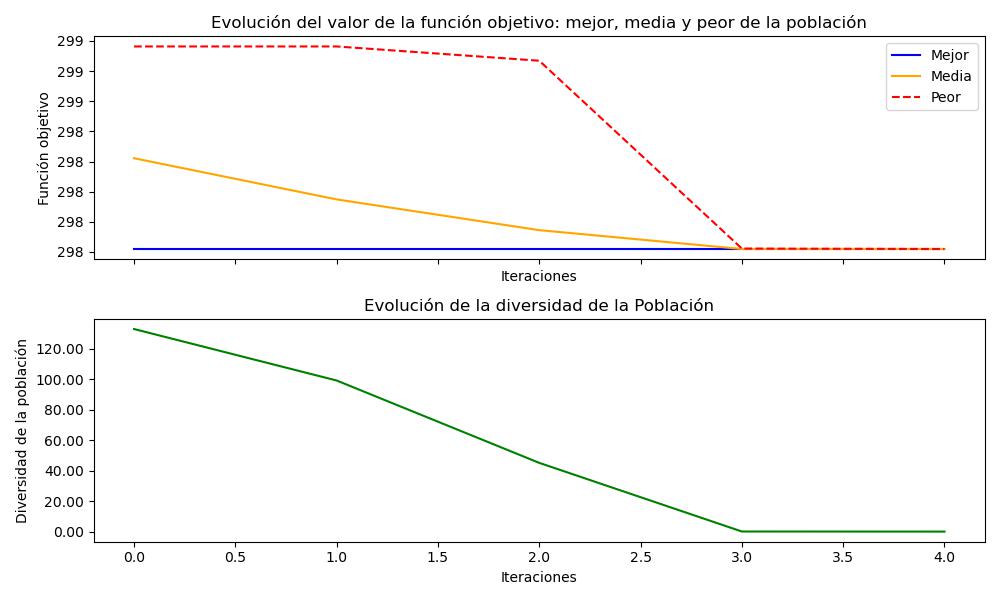 Evolución del valor de la función objetivo: mejor, media y peor de la población
299
299
299
298
298
298
298
298
Función objetivo
Mejor
Media
Peor
Iteraciones
Evolución de la diversidad de la Población
120.00
100.00
80.00
60.00
40.00
20.00
0.00
Diversidad de la población
0.0 0.5 1.0 1.5 2.0 2.5 3.0 3.5 4.0
Iteraciones